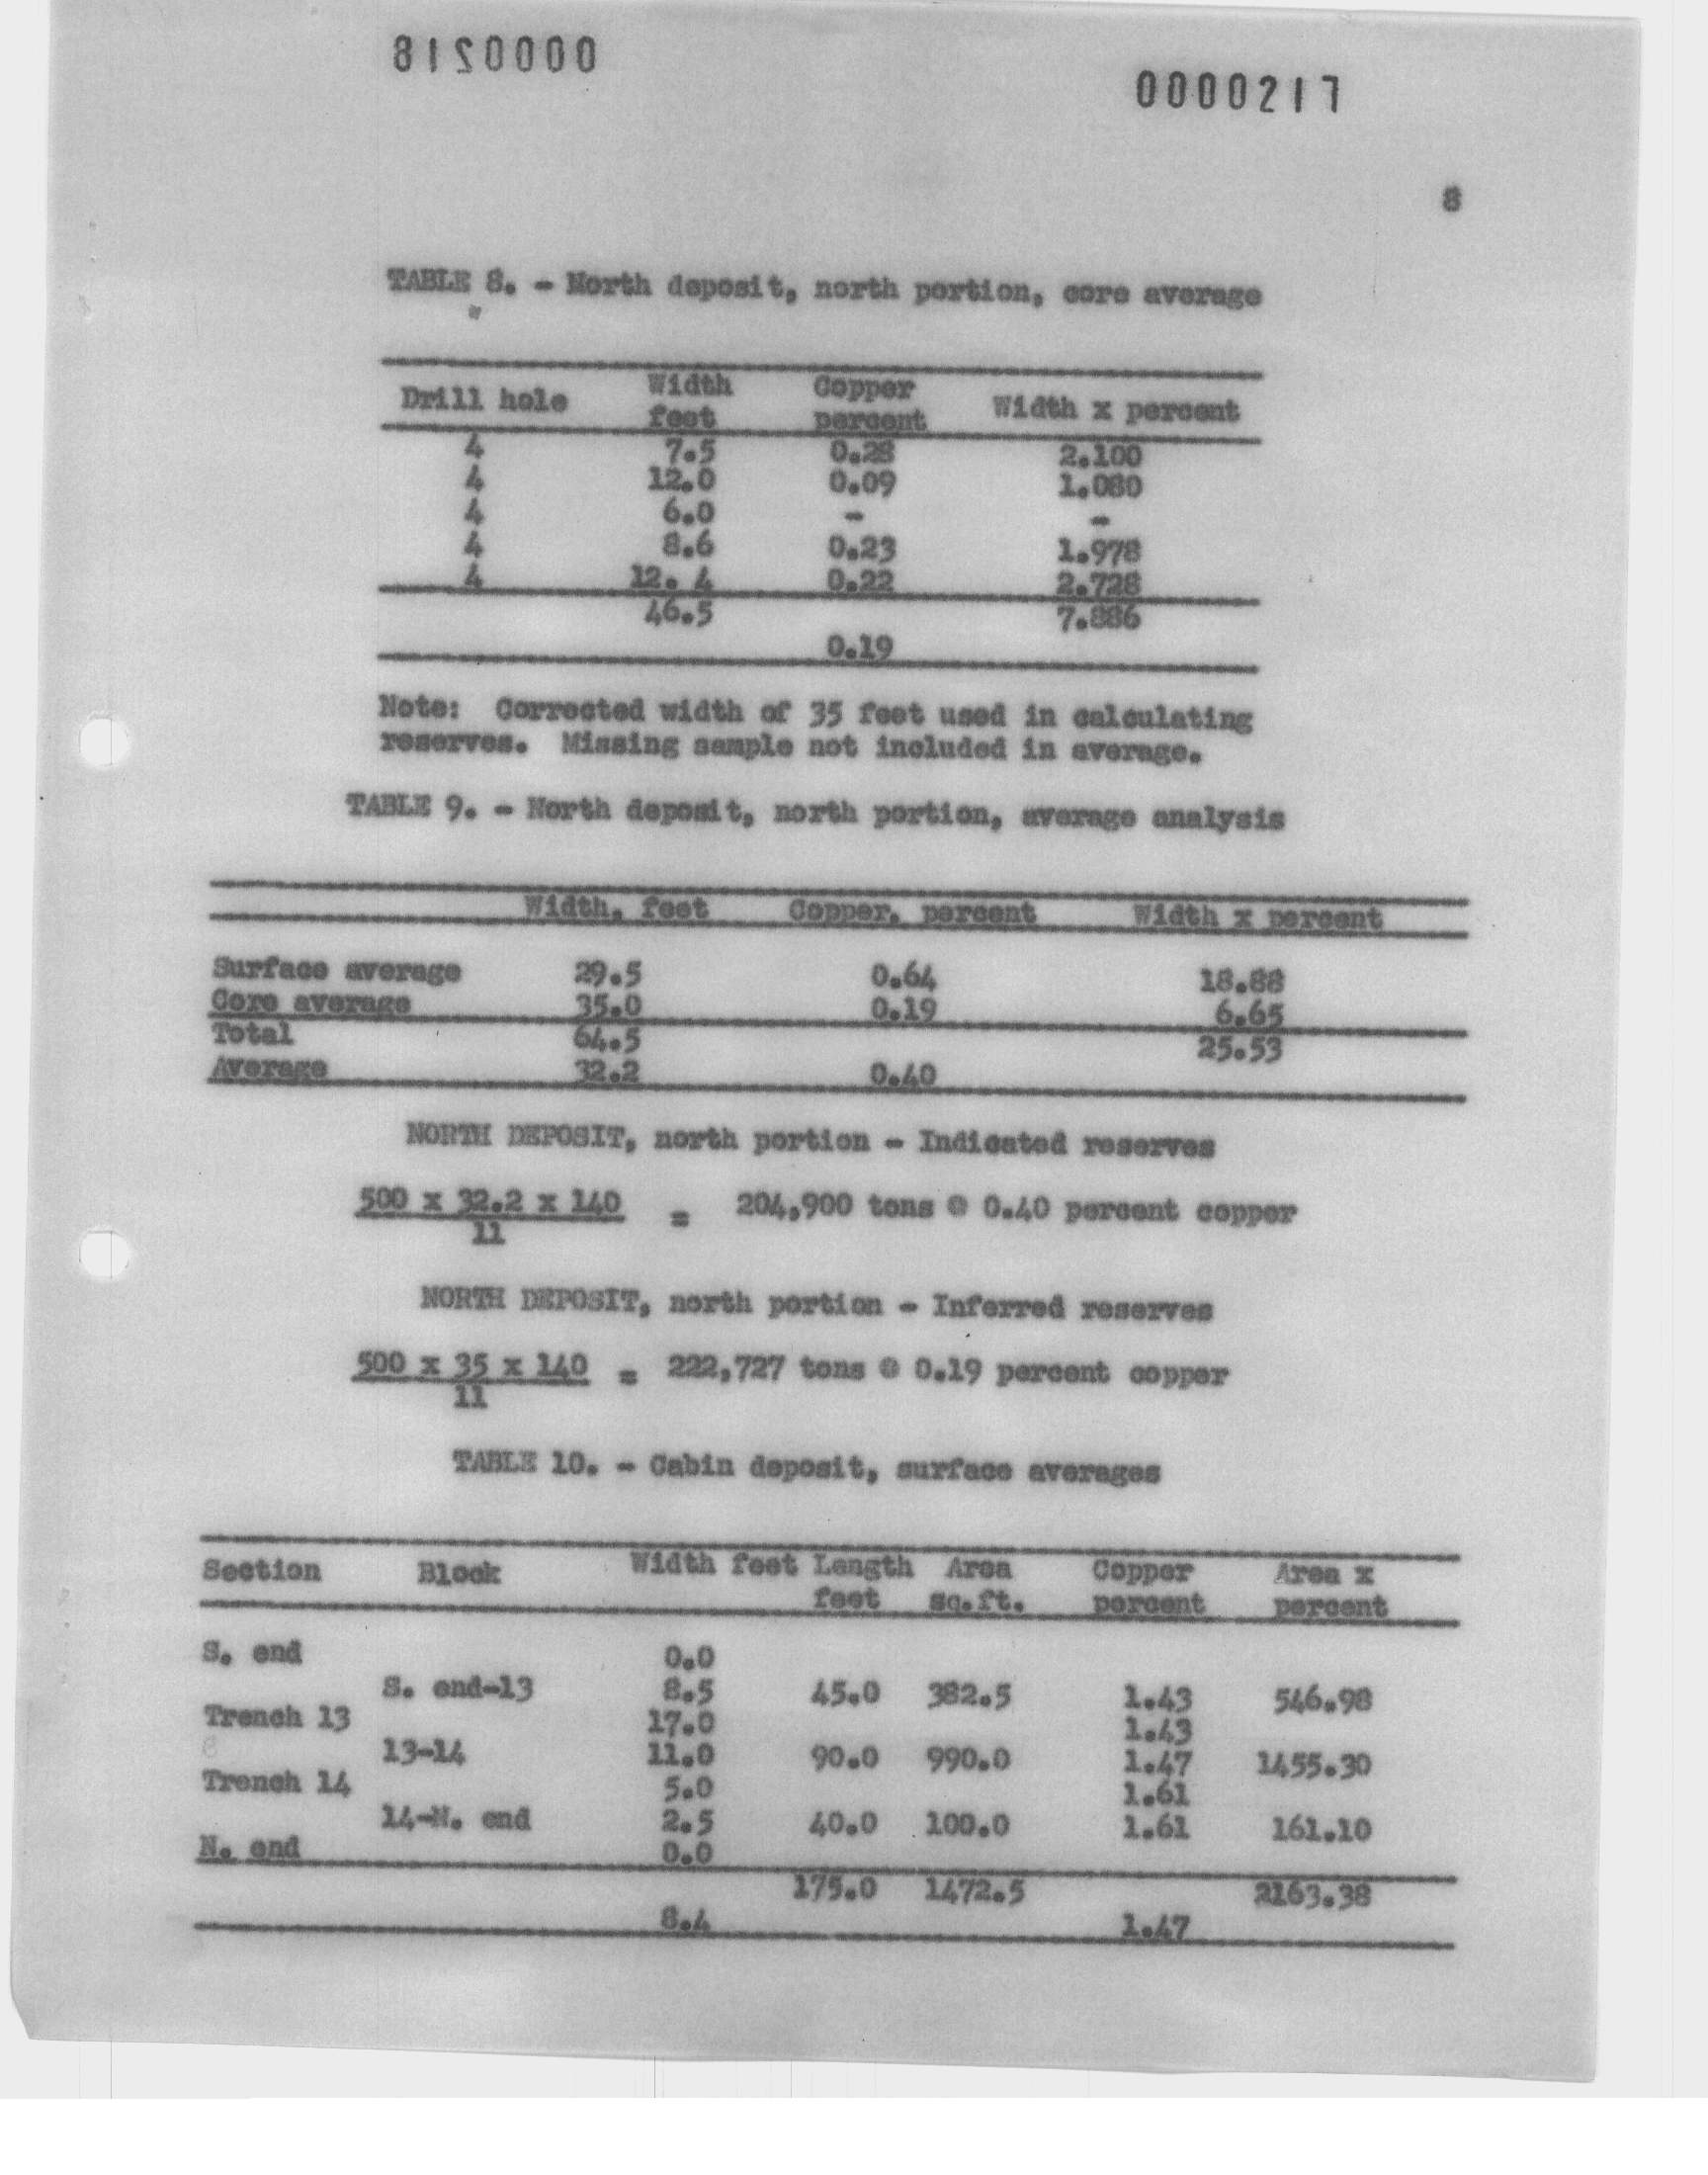 0000218
0000217
8
TABLE 8. - North deposit, north portion, core average
Drill hole Width feet Copper percent Width x percent
4 7.5 0.28 2.100
4 12.0 0.09 1.080
4 6.0 - -
4 8.6 0.23 1.978
4 12. 4 0.22 2.728
46.5 7.886
0.19
Note: Corrected width of 35 feet used in calculating
reserves. Missing sample not included in average.
TABLE 9. - North deposit, north portion, average analysis
Width, feet Copper, percent Width x percent
Surface average 29.5 0.64 18.88
Core average 35.0 0.19 6.65
Total 64.5 25.53
Average 32.2 0.40
NORTH DEPOSIT, north portion - Indicated reserves
500 x 32.2 x 140 = 204,900 tons @ 0.40 percent copper
11
NORTH DEPOSIT, north portion - Inferred reserves
500 x 35 x 140 = 222,727 tons @ 0.19 percent copper
11
TABLE 10. - Cabin deposit, surface averages
Section Block Width feet Length feet Area sq.ft. Copper percent Area x percent
S. end 0.0
S. end-13 8.5 45.0 382.5 1.43 546.98
Trench 13 17.0 1.43
13-14 11.0 90.0 990.0 1.47 1455.30
Trench 14 5.0 1.61
14-N. end 2.5 40.0 100.0 1.61 161.10
N. end 0.0
175.0 1472.5 2163.38
8.4 1.47